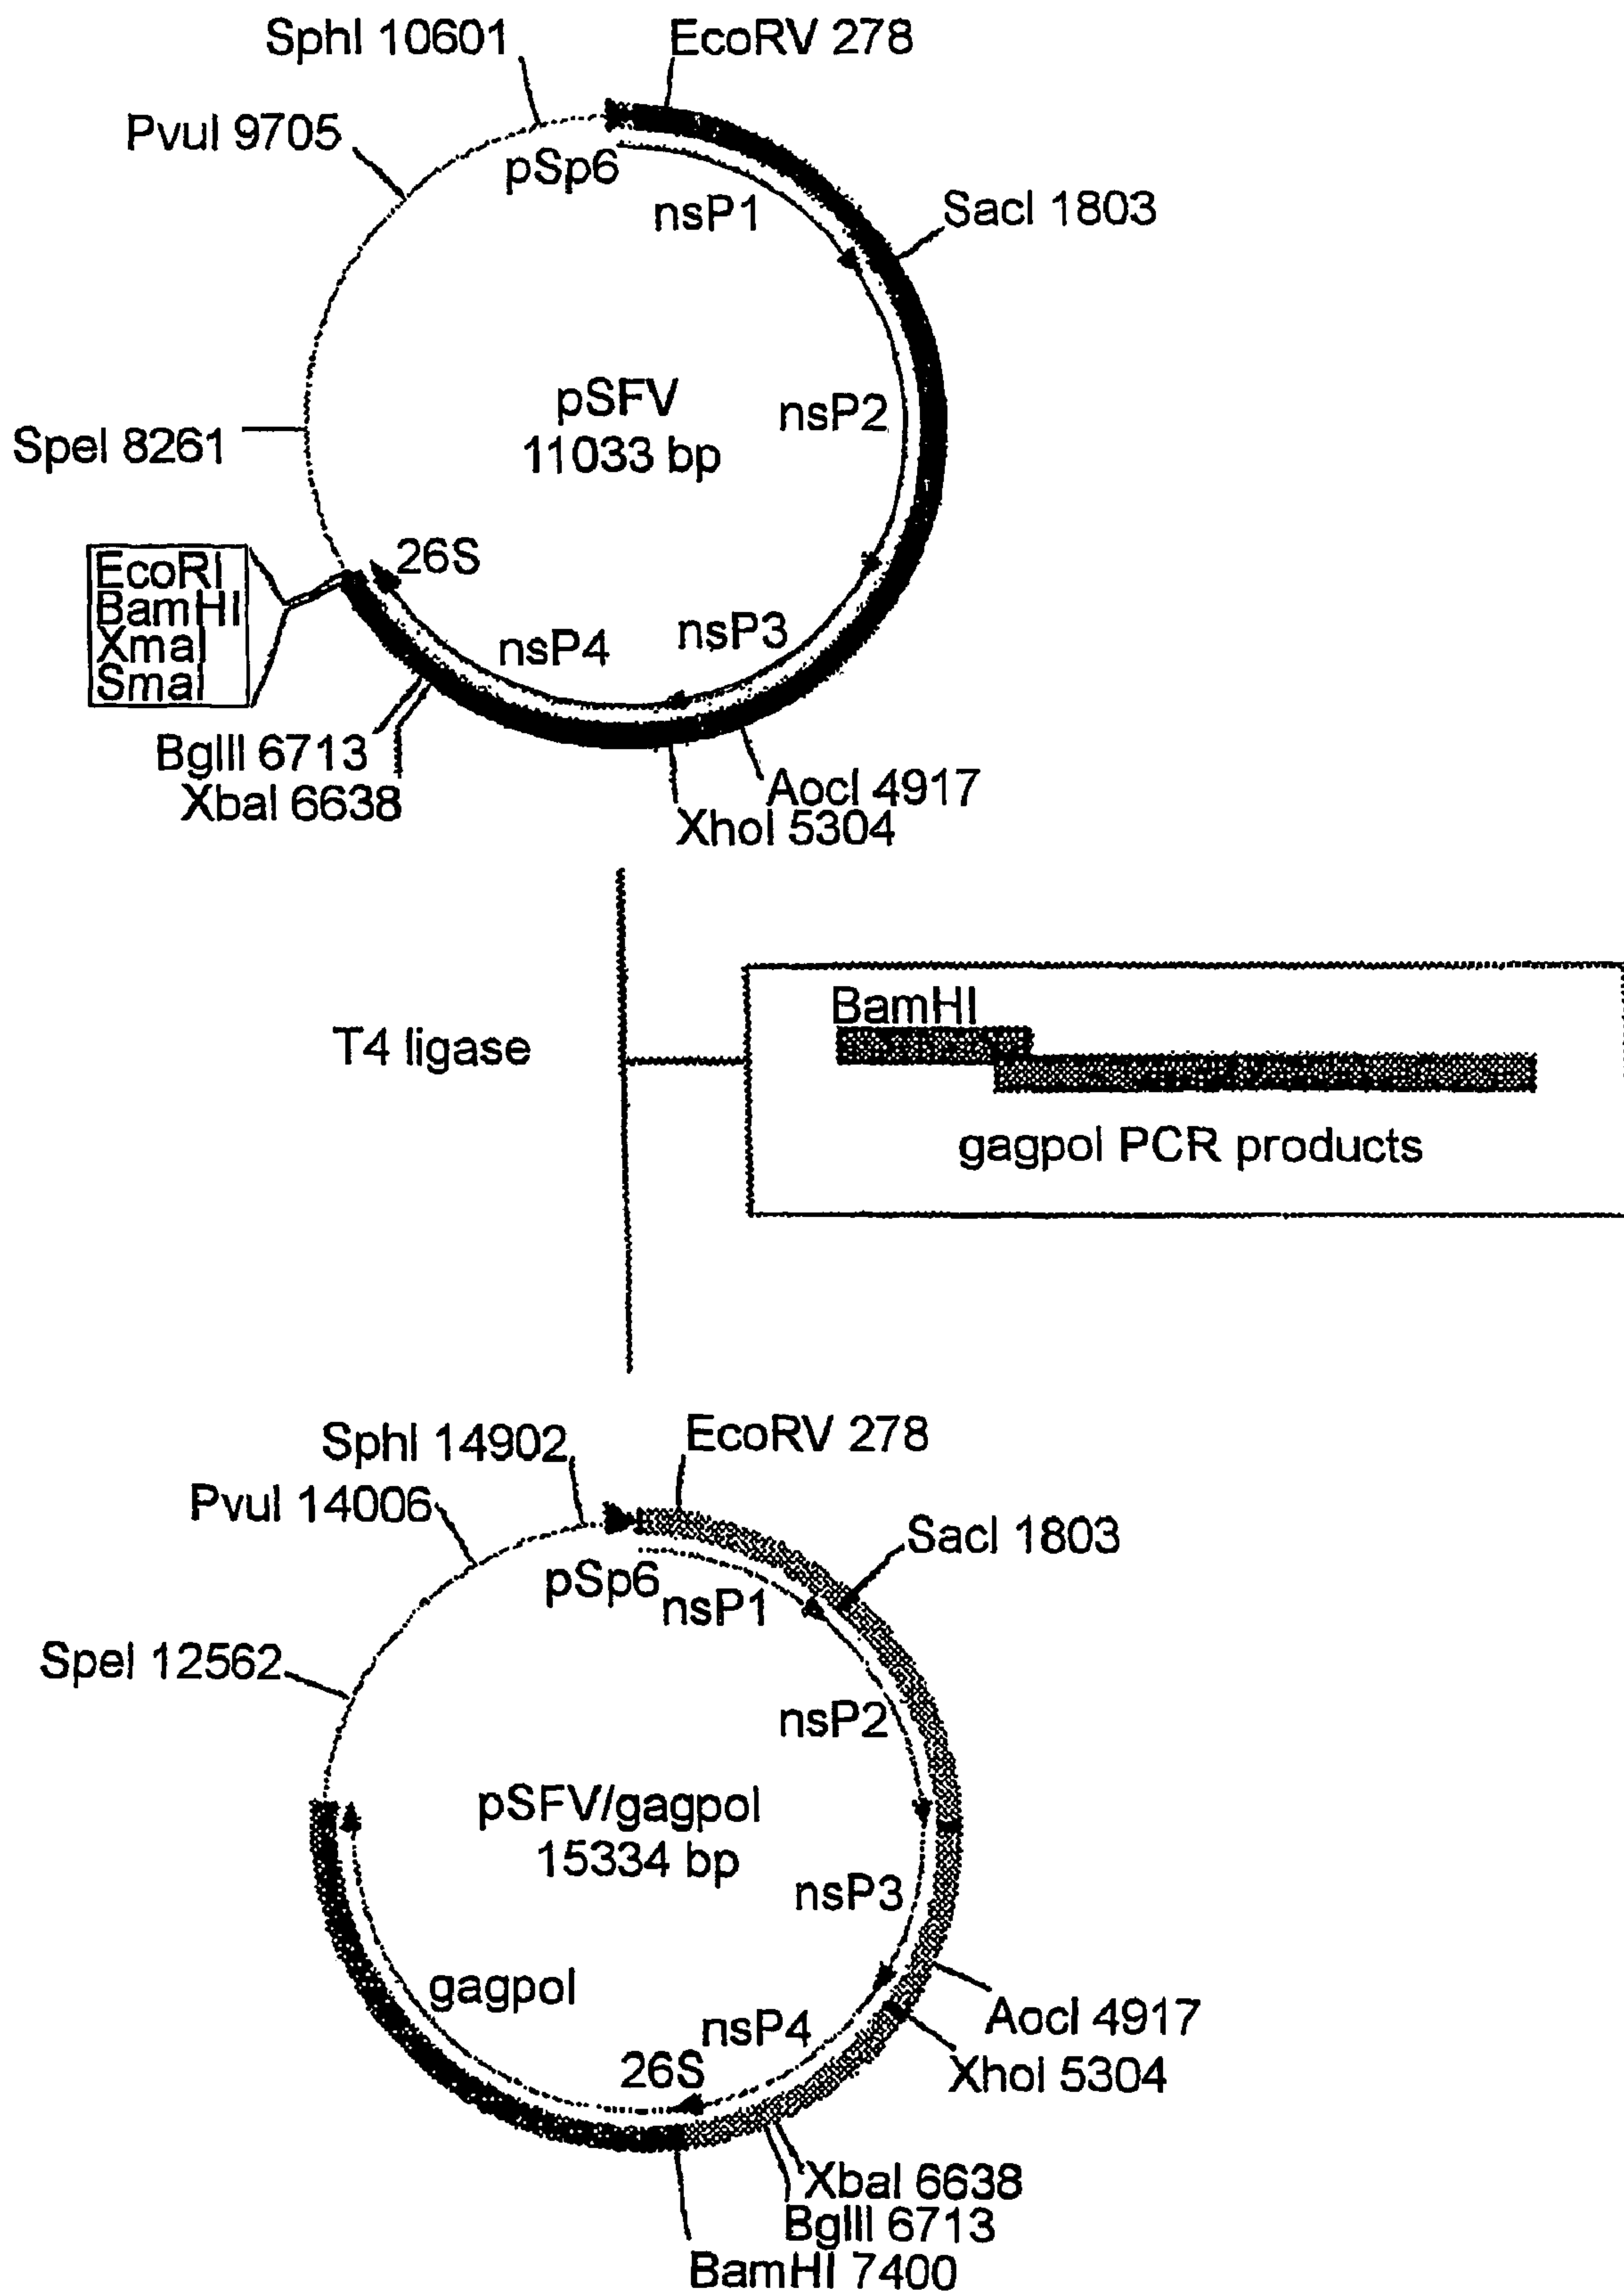 SphI 10601
EcoRV 278
PvuI 9705
pSp6
nsP1
SacI 1803
pSFV
11033 bp
nsP2
SpeI 8261
26S
EcoRI
BamHI
XmaI
SmaI
nsP3
nsP4
BglII 6713
XbaI 6638
AocI 4917
XhoI 5304
T4 ligase
BamHI
gagpol PCR products
SphI 14902
EcoRV 278
PvuI 14006
SacI 1803
pSp6
nsP1
SpeI 12562
nsP2
pSFV/gagpol
15334 bp
nsP3
gagpol
nsP4
26S
AocI 4917
XhoI 5304
XbaI 6638
BglII 6713
BamHI 7400